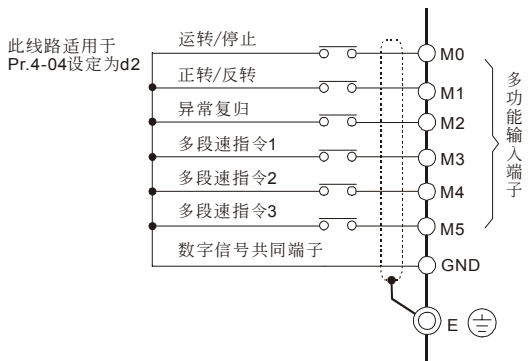 此线路适用于
Pr.4-04设定为d2
运转/停止
正转/反转
异常复归
多段速指令1
多段速指令2
多段速指令3
数字信号共同端子
M0
M1
M2
M3
M4
M5
GND
E
多功能输入端子